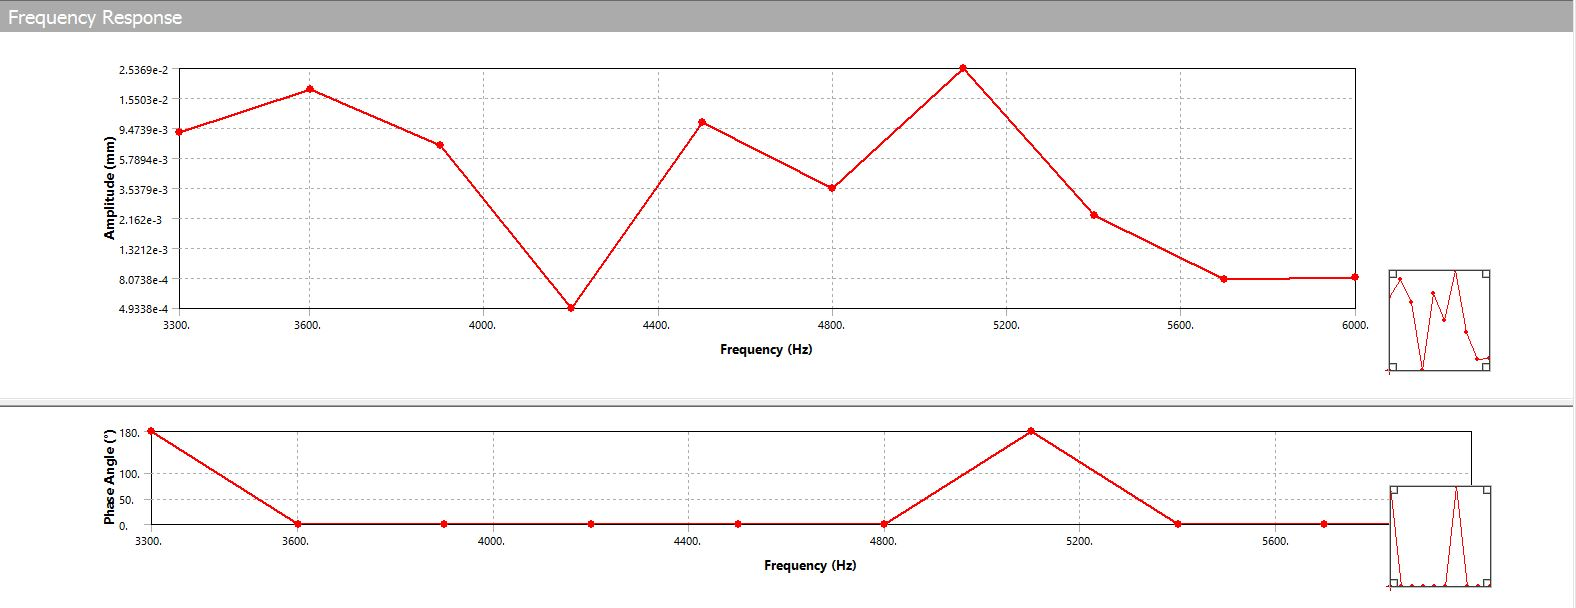 Frequency Response
Amplitude (mm)
2.5369e-2
1.5503e-2
9.4739e-3
5.7894e-3
3.5379e-3
2.162e-3
1.3212e-3
8.0738e-4
4.9338e-4
3300. 3600. 4000. 4400. 4800. 5200. 5600. 6000.
Frequency (Hz)
Phase Angle (°)
180.
100.
50.
0.
3300. 3600. 4000. 4400. 4800. 5200. 5600.
Frequency (Hz)